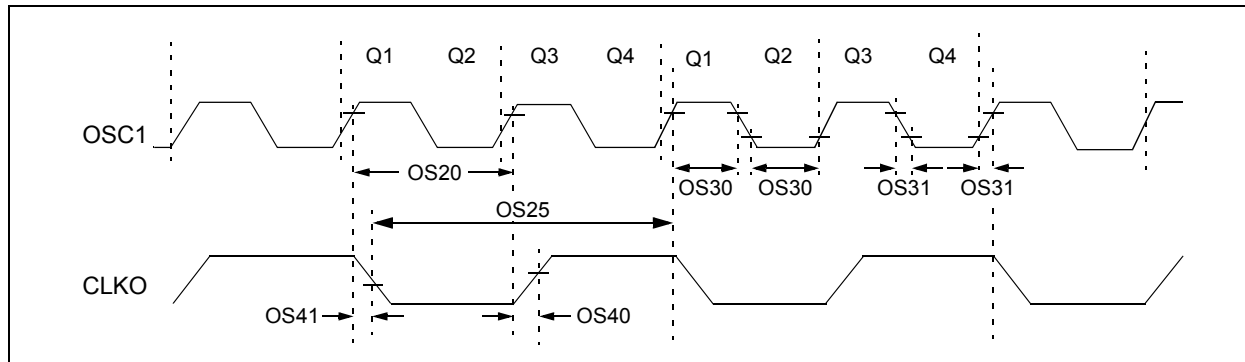 Q1 Q2 Q3 Q4 Q1 Q2 Q3 Q4
OSC1
OS20
OS30 OS30 OS31 OS31
OS25
CLKO
OS41 OS40